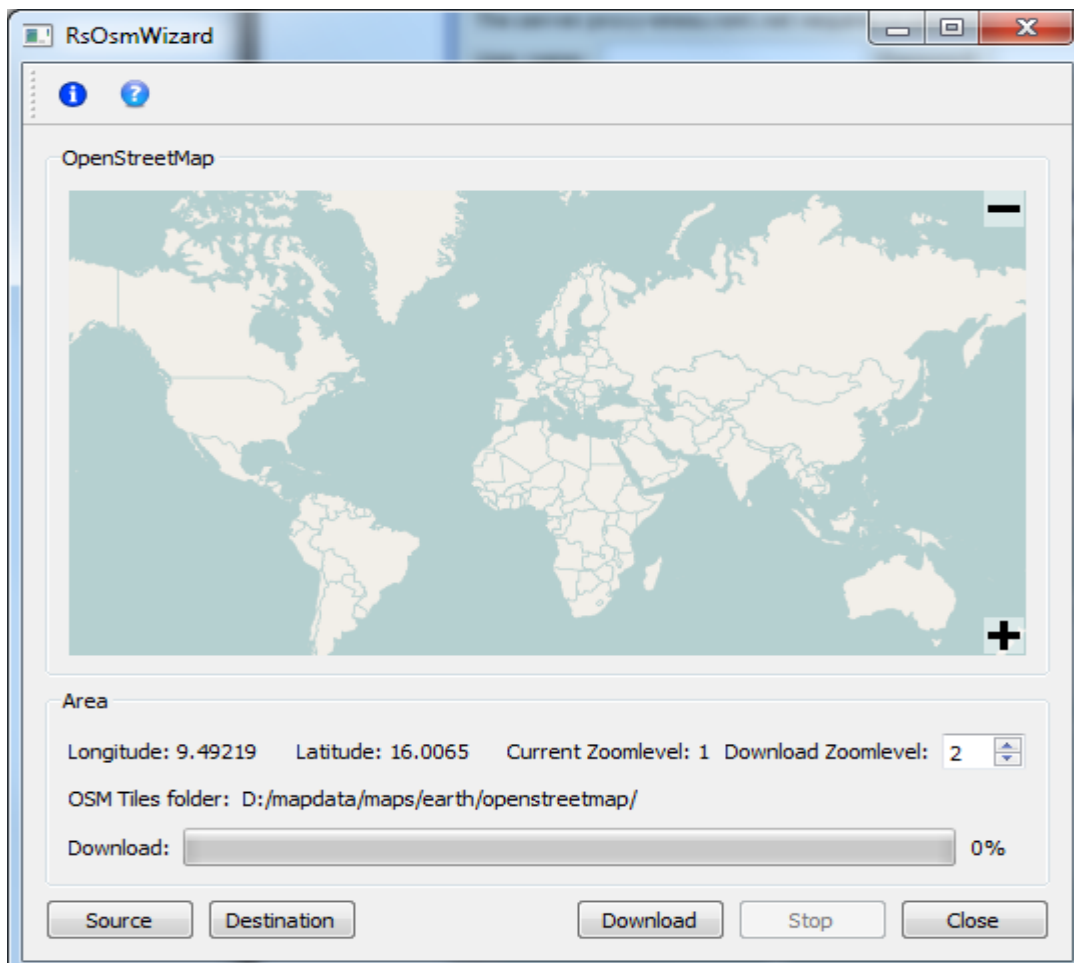 RsOsmWizard
OpenStreetMap
Area
Longitude: 9.49219 Latitude: 16.0065 Current Zoomlevel: 1 Download Zoomlevel: 2
OSM Tiles folder: D:/mapdata/maps/earth/openstreetmap/
Download: 0%
Source Destination Download Stop Close